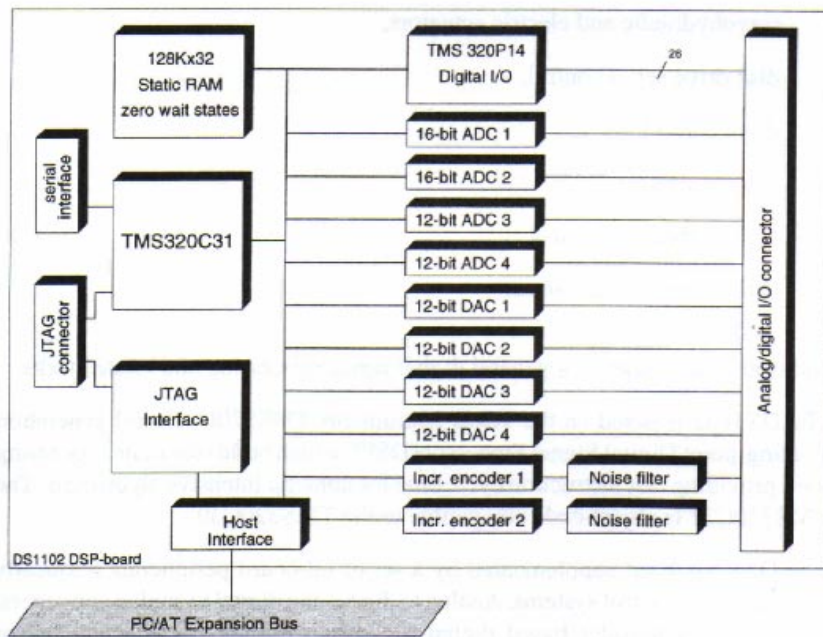 128Kx32
Static RAM
zero wait states
TMS 320P14
Digital I/O
26
16-bit ADC 1
16-bit ADC 2
12-bit ADC 3
12-bit ADC 4
12-bit DAC 1
12-bit DAC 2
12-bit DAC 3
12-bit DAC 4
Incr. encoder 1
Noise filter
Incr. encoder 2
Noise filter
serial
interface
TMS320C31
JTAG
connector
JTAG
Interface
Host
Interface
Analog/digital I/O connector
DS1102 DSP-board
PC/AT Expansion Bus